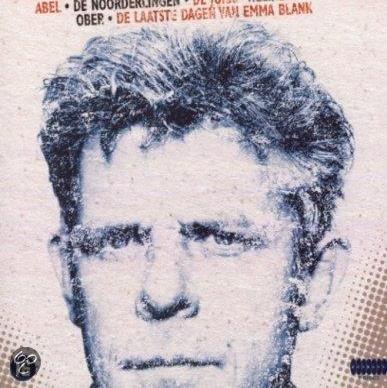 ABEL • DE NOORDERLINGEN • DE
OBER • DE LAATSTE DAGEN VAN EMMA BLANK